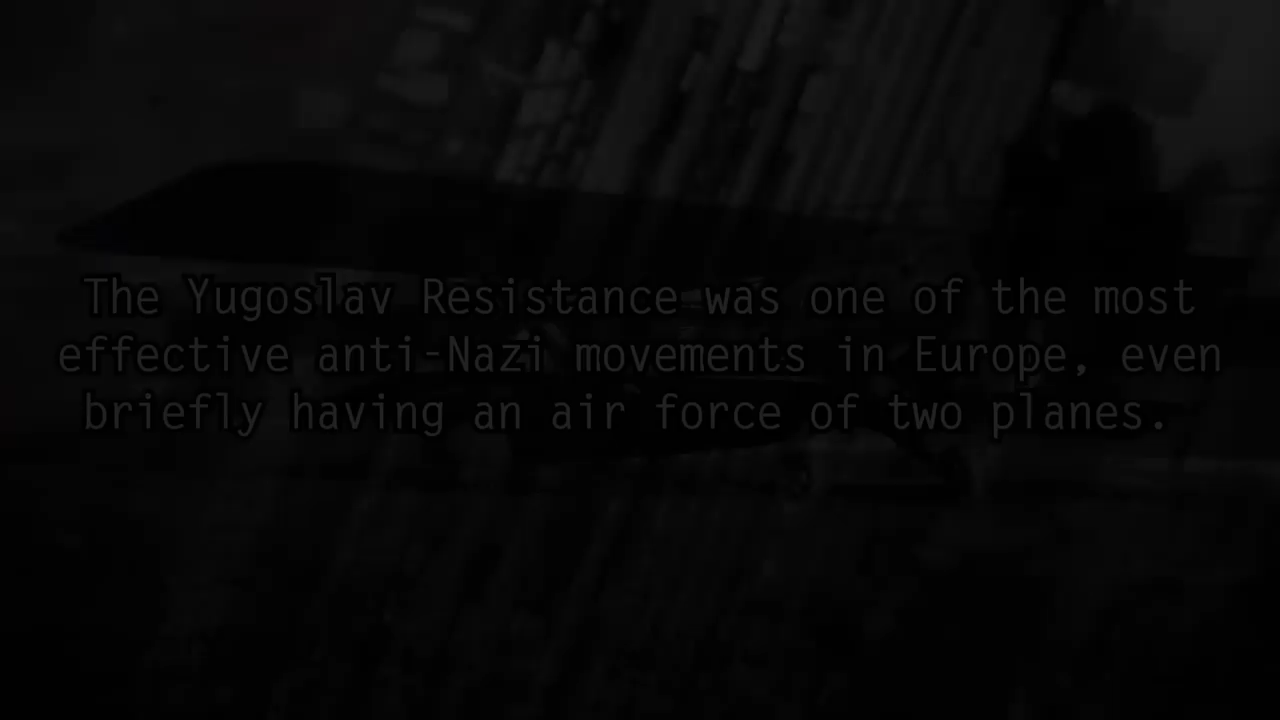 The Yugoslav Resistance was one of the most
effective anti-Nazi movements in Europe, even
briefly having an air force of two planes.